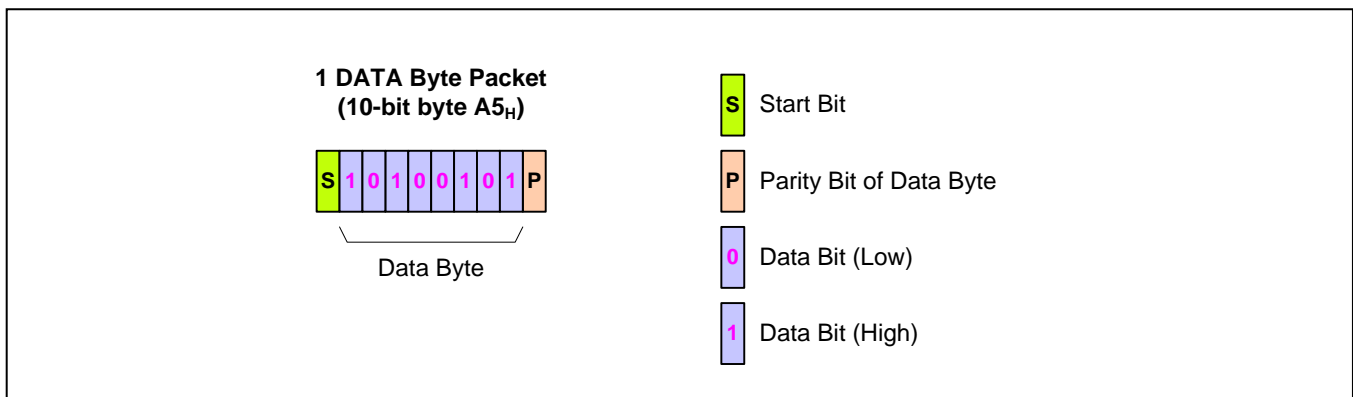 1 DATA Byte Packet
(10-bit byte A5H)
S 1 0 1 0 0 1 0 1 P
Data Byte
S Start Bit
P Parity Bit of Data Byte
0 Data Bit (Low)
1 Data Bit (High)